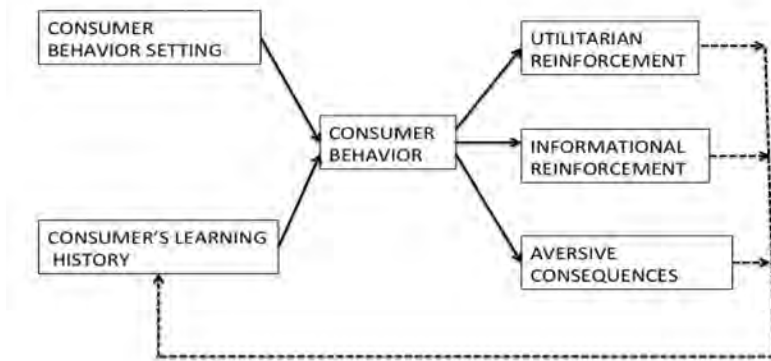 CONSUMER
BEHAVIOR SETTING
UTILITARIAN
REINFORCEMENT
CONSUMER
BEHAVIOR
INFORMATIONAL
REINFORCEMENT
CONSUMER’S LEARNING
HISTORY
AVERSIVE
CONSEQUENCES